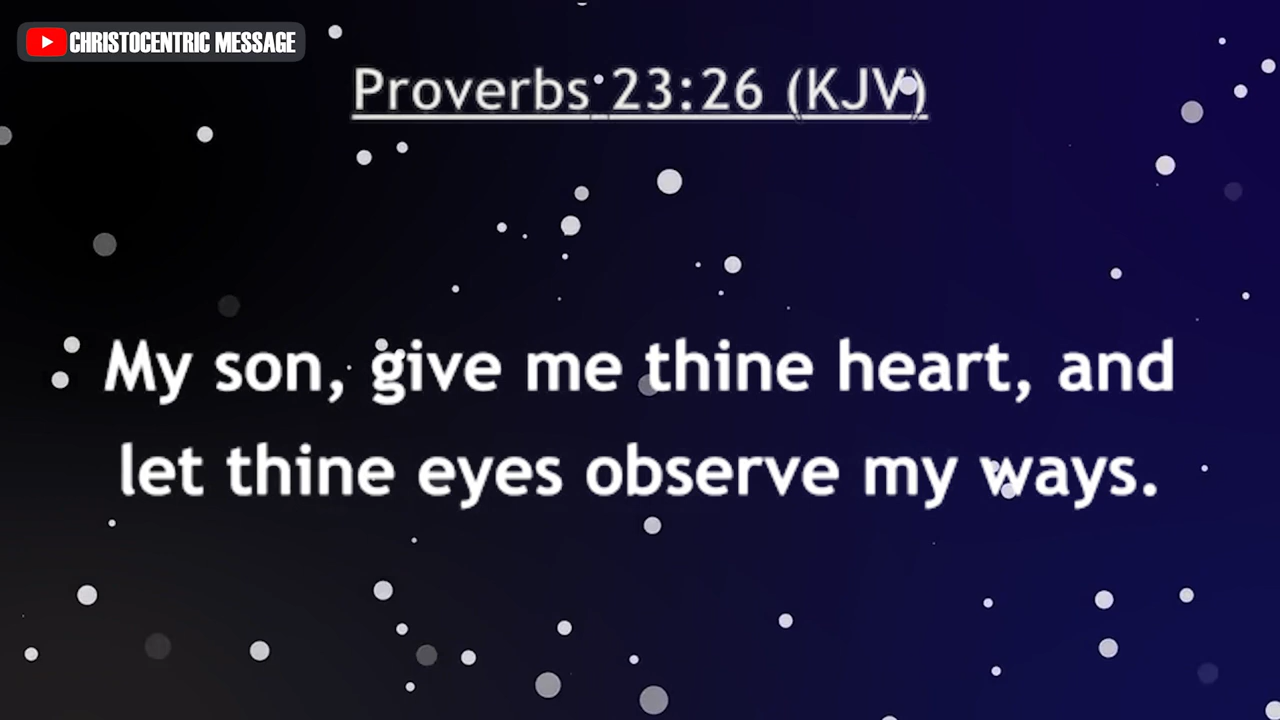 CHRISTOCENTRIC MESSAGE
Proverbs 23:26 (KJV)
My son, give me thine heart, and
let thine eyes observe my ways.